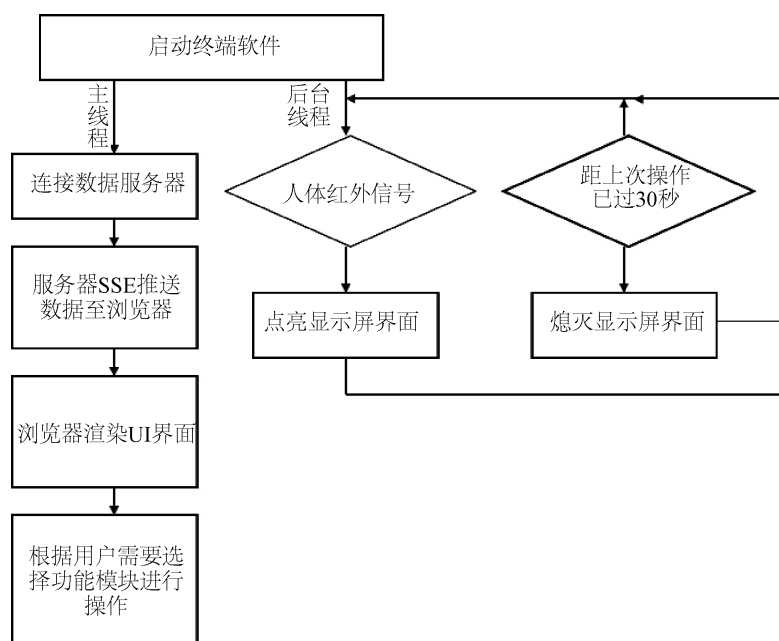 启动终端软件
主
线
程
后台
线程
连接数据服务器
人体红外信号
距上次操作
已过30秒
服务器SSE推送
数据至浏览器
点亮显示屏界面
熄灭显示屏界面
浏览器渲染UI界面
根据用户需要选
择功能模块进行
操作